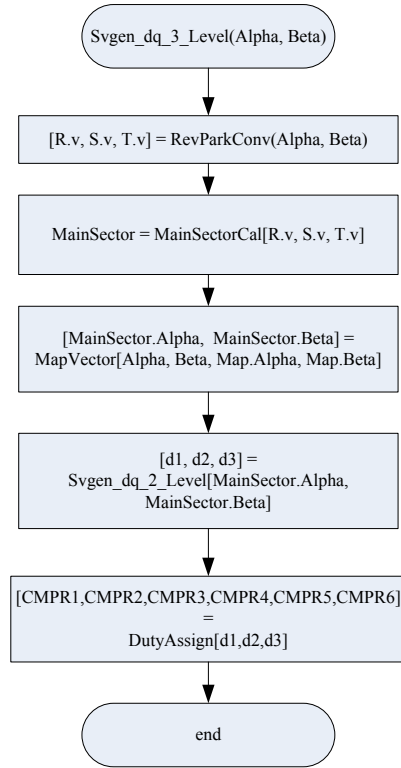 Svgen_dq_3_Level(Alpha, Beta)
[R.v, S.v, T.v] = RevParkConv(Alpha, Beta)
MainSector = MainSectorCal[R.v, S.v, T.v]
[MainSector.Alpha, MainSector.Beta] =
MapVector[Alpha, Beta, Map.Alpha, Map.Beta]
[d1, d2, d3] =
Svgen_dq_2_Level[MainSector.Alpha,
MainSector.Beta]
[CMPR1,CMPR2,CMPR3,CMPR4,CMPR5,CMPR6]
=
DutyAssign[d1,d2,d3]
end